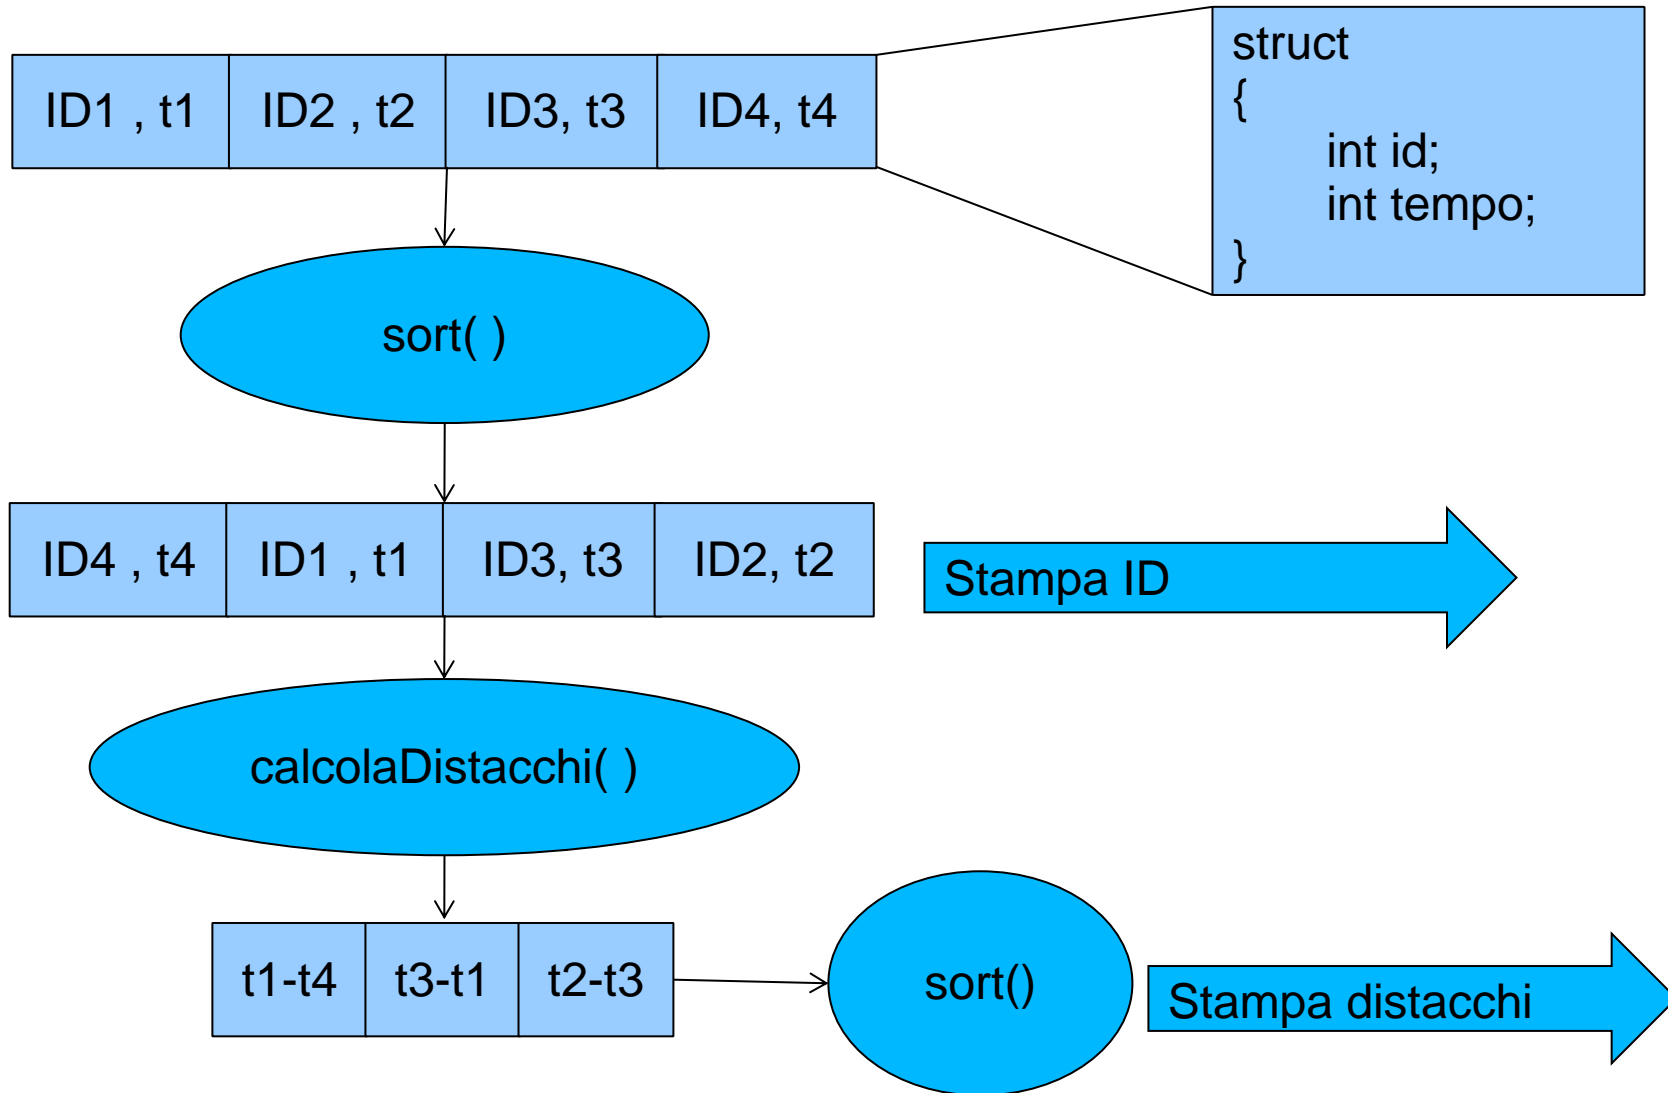 ID1 , t1
ID2 , t2
ID3, t3
ID4, t4
struct
{
int id;
int tempo;
}
sort( )
ID4 , t4
ID1 , t1
ID3, t3
ID2, t2
Stampa ID
calcolaDistacchi( )
t1-t4
t3-t1
t2-t3
sort()
Stampa distacchi